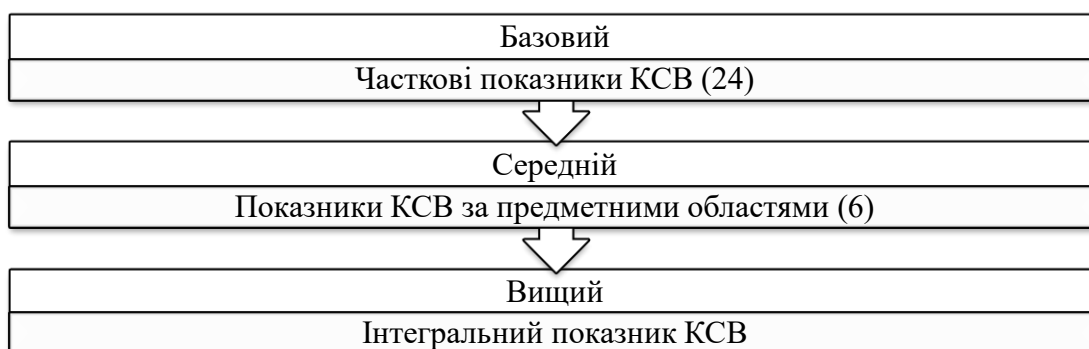 Базовий
Часткові показники КСВ (24)
Середній
Показники КСВ за предметними областями (6)
Вищий
Інтегральний показник КСВ